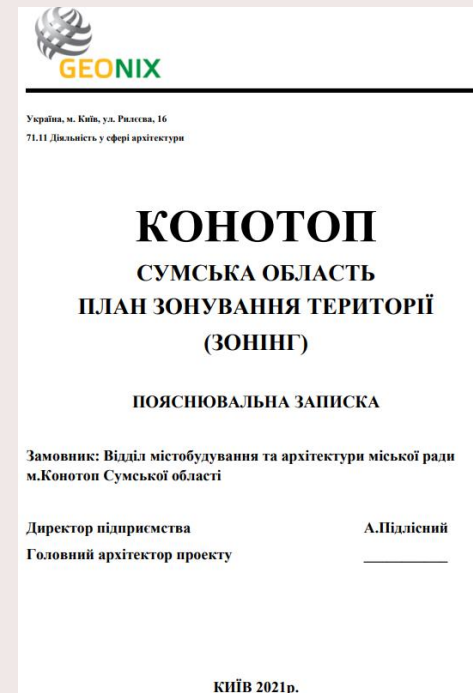 GEONIX
Україна, м. Київ, ул. Рилєєва, 16
71.11 Діяльність у сфері архітектури
КОНОТОП
СУМСЬКА ОБЛАСТЬ
ПЛАН ЗОНУВАННЯ ТЕРИТОРІЇ
(ЗОНІНГ)
ПОЯСНЮВАЛЬНА ЗАПИСКА
Замовник: Відділ містобудування та архітектури міської ради
м.Конотоп Сумської області
Директор підприємства А.Підлісний
Головний архітектор проекту
КИЇВ 2021р.